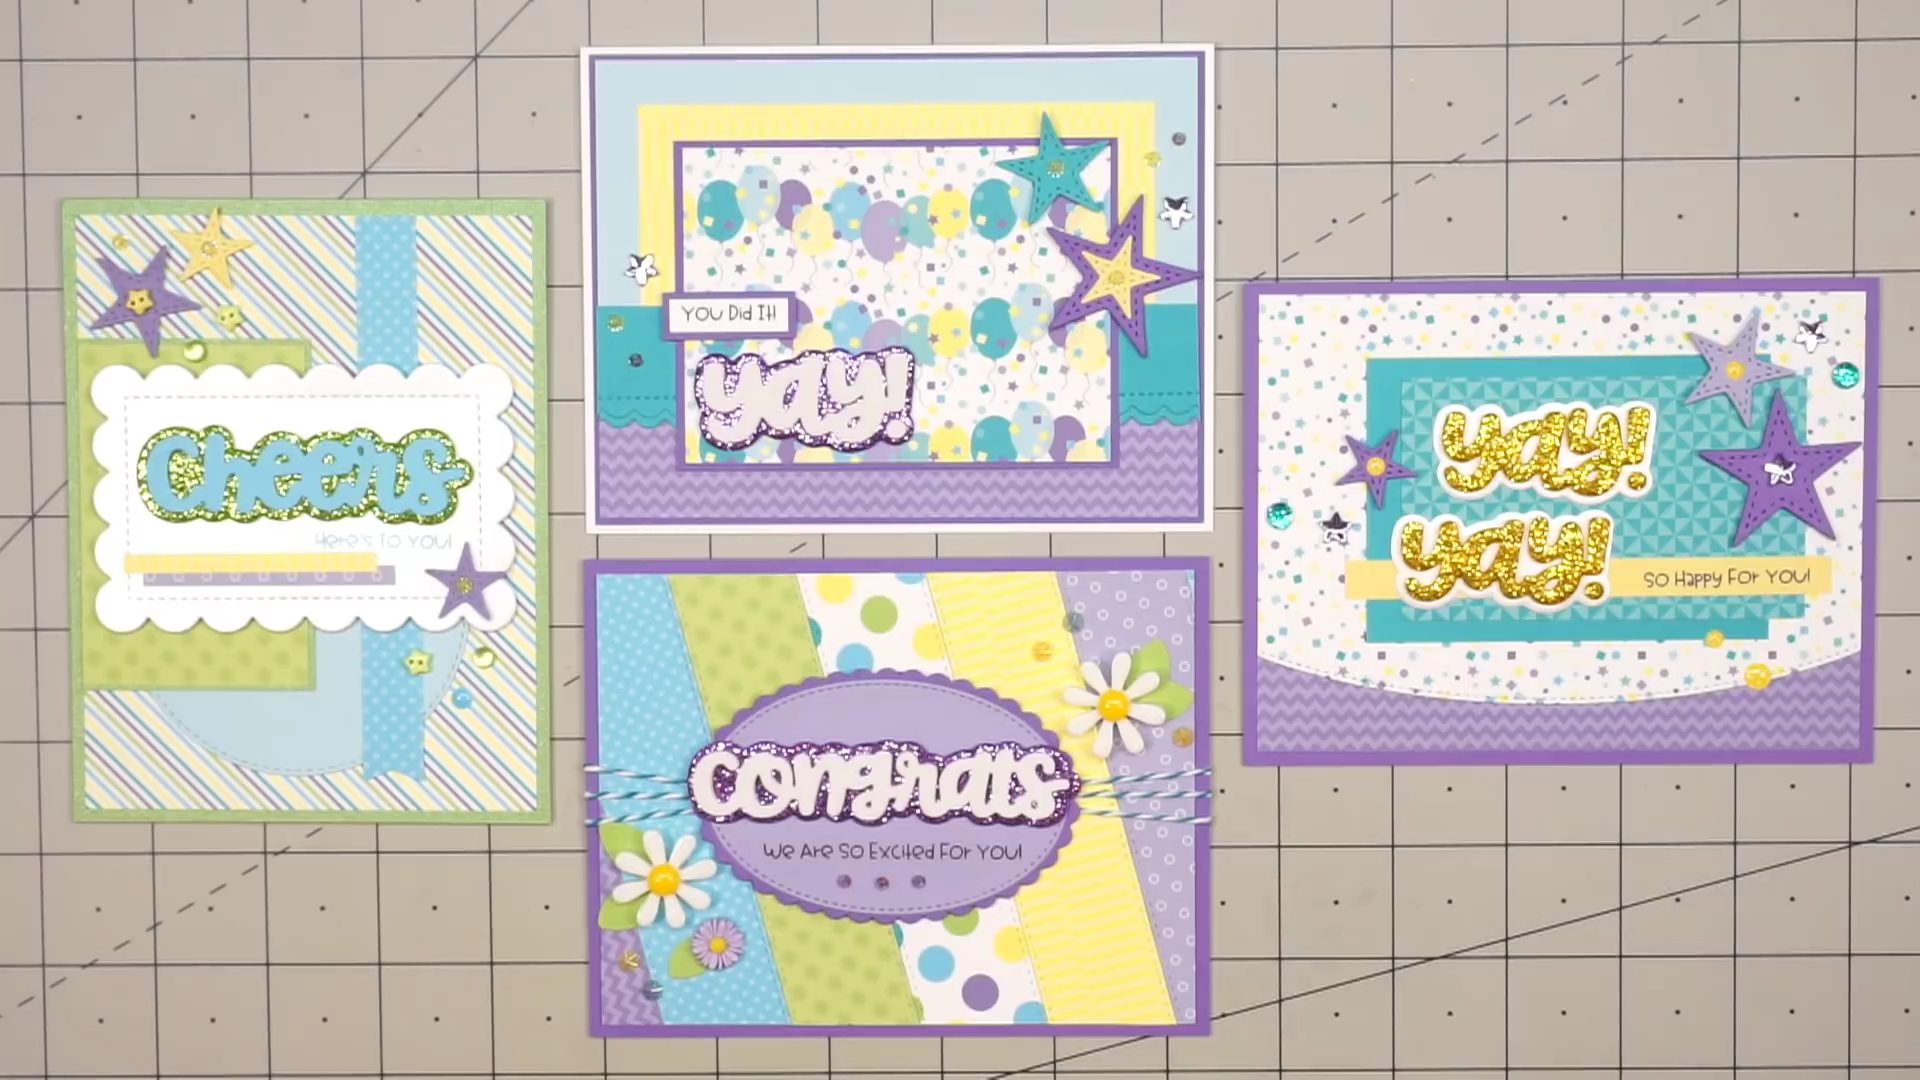 Cheers
Here's To You!
You Did It!
yay!
congrats
We Are So Excited For You!
yay!
yay!
So Happy For You!